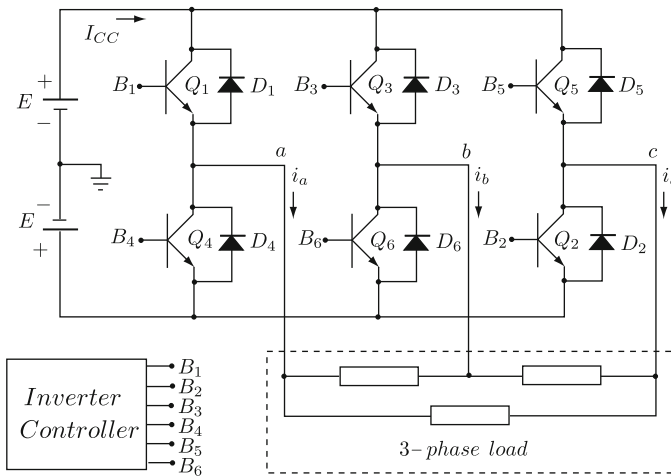 I_CC
B_1 Q_1 D_1 B_3 Q_3 D_3 B_5 Q_5 D_5
+
E
−
a b c
i_a i_b i
−
E
+
B_4 Q_4 D_4 B_6 Q_6 D_6 B_2 Q_2 D_2
Inverter
Controller
B_1
B_2
B_3
B_4
B_5
B_6
3-phase load